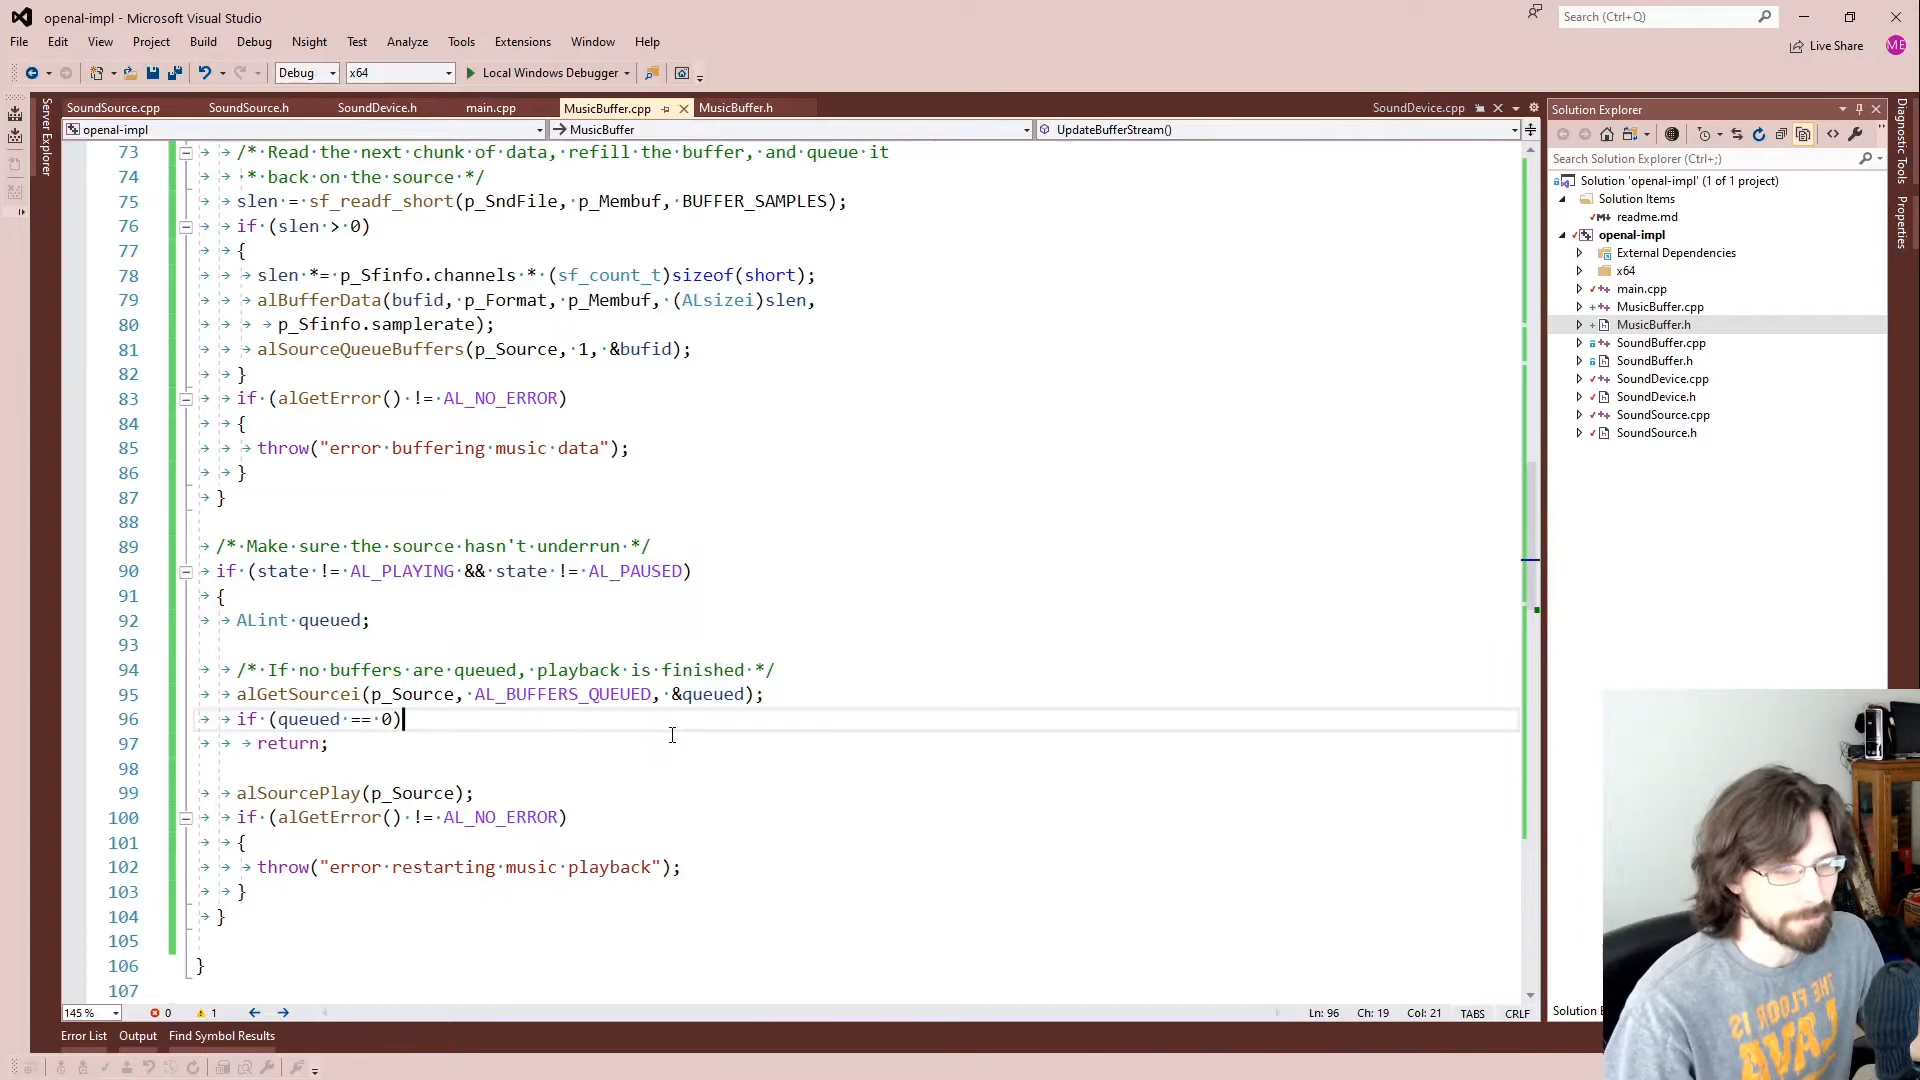 openal-impl - Microsoft Visual Studio
Search (Ctrl+Q)
File Edit View Project Build Debug Nsight Test Analyze Tools Extensions Window Help
Live Share
ME
Debug x64 Local Windows Debugger
Server Explorer
SoundSource.cpp SoundSource.h SoundDevice.h main.cpp MusicBuffer.cpp MusicBuffer.h SoundDevice.cpp
openal-impl MusicBuffer UpdateBufferStream()
73 /* Read the next chunk of data, refill the buffer, and queue it
74 * back on the source */
75 slen = sf_readf_short(p_SndFile, p_Membuf, BUFFER_SAMPLES);
76 if (slen > 0)
77 {
78 slen *= p_Sfinfo.channels * (sf_count_t)sizeof(short);
79 alBufferData(bufid, p_Format, p_Membuf, (ALsizei)slen,
80 p_Sfinfo.samplerate);
81 alSourceQueueBuffers(p_Source, 1, &bufid);
82 }
83 if (alGetError() != AL_NO_ERROR)
84 {
85 throw("error buffering music data");
86 }
87 }
88
89 /* Make sure the source hasn't underrun */
90 if (state != AL_PLAYING && state != AL_PAUSED)
91 {
92 ALint queued;
93
94 /* If no buffers are queued, playback is finished */
95 alGetSourcei(p_Source, AL_BUFFERS_QUEUED, &queued);
96 if (queued == 0)
97 return;
98
99 alSourcePlay(p_Source);
100 if (alGetError() != AL_NO_ERROR)
101 {
102 throw("error restarting music playback");
103 }
104 }
105
106 }
107
145 % 0 1 Ln: 96 Ch: 19 Col: 21 TABS CRLF
Error List Output Find Symbol Results
Solution Explorer
Search Solution Explorer (Ctrl+;)
Solution 'openal-impl' (1 of 1 project)
Solution Items
readme.md
openal-impl
External Dependencies
x64
main.cpp
MusicBuffer.cpp
MusicBuffer.h
SoundBuffer.cpp
SoundBuffer.h
SoundDevice.cpp
SoundDevice.h
SoundSource.cpp
SoundSource.h
Solution E
Diagnostic Tools
Properties
THE FLOOR
IS
LAVA